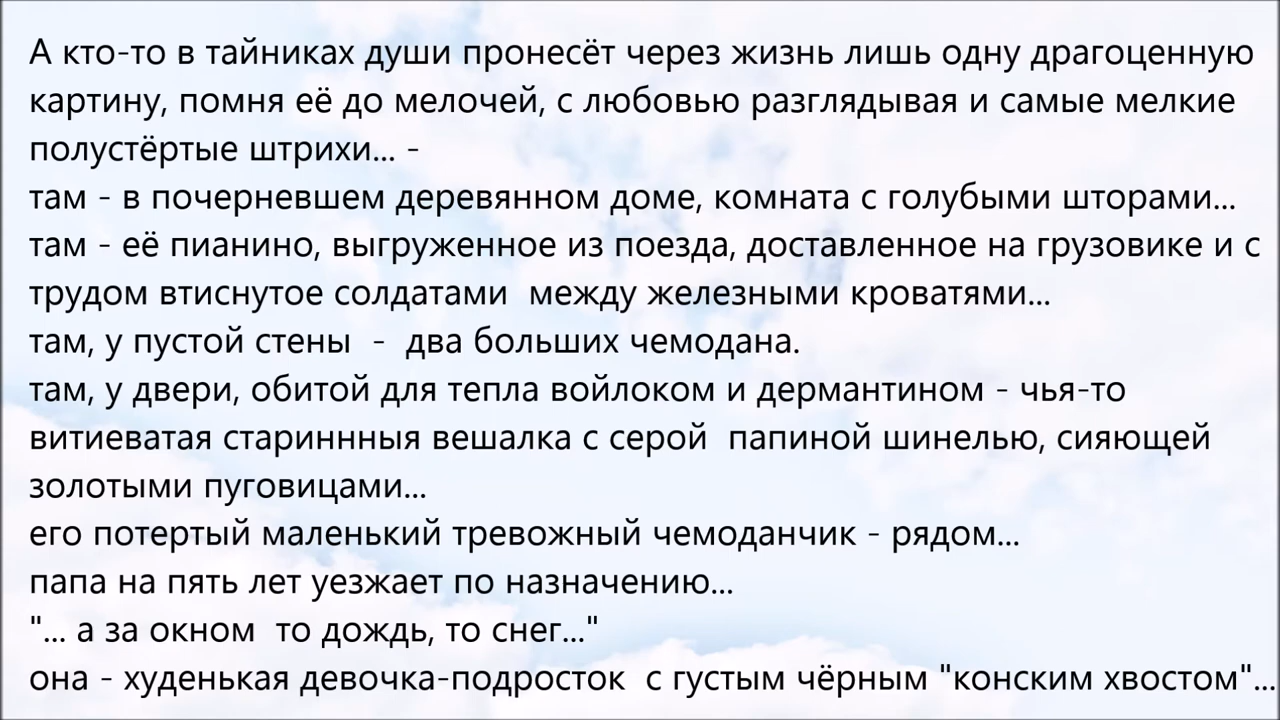 А кто-то в тайниках души пронесёт через жизнь лишь одну драгоценную
картину, помня её до мелочей, с любовью разглядывая и самые мелкие
полустёртые штрихи... -
там - в почерневшем деревянном доме, комната с голубыми шторами...
там - её пианино, выгруженное из поезда, доставленное на грузовике и с
трудом втиснутое солдатами  между железными кроватями...
там, у пустой стены  -  два больших чемодана.
там, у двери, обитой для тепла войлоком и дермантином - чья-то
витиеватая стариннныя вешалка с серой  папиной шинелью, сияющей
золотыми пуговицами...
его потертый маленький тревожный чемоданчик - рядом...
папа на пять лет уезжает по назначению...
"... а за окном  то дождь, то снег..."
она - худенькая девочка-подросток  с густым чёрным "конским хвостом"...